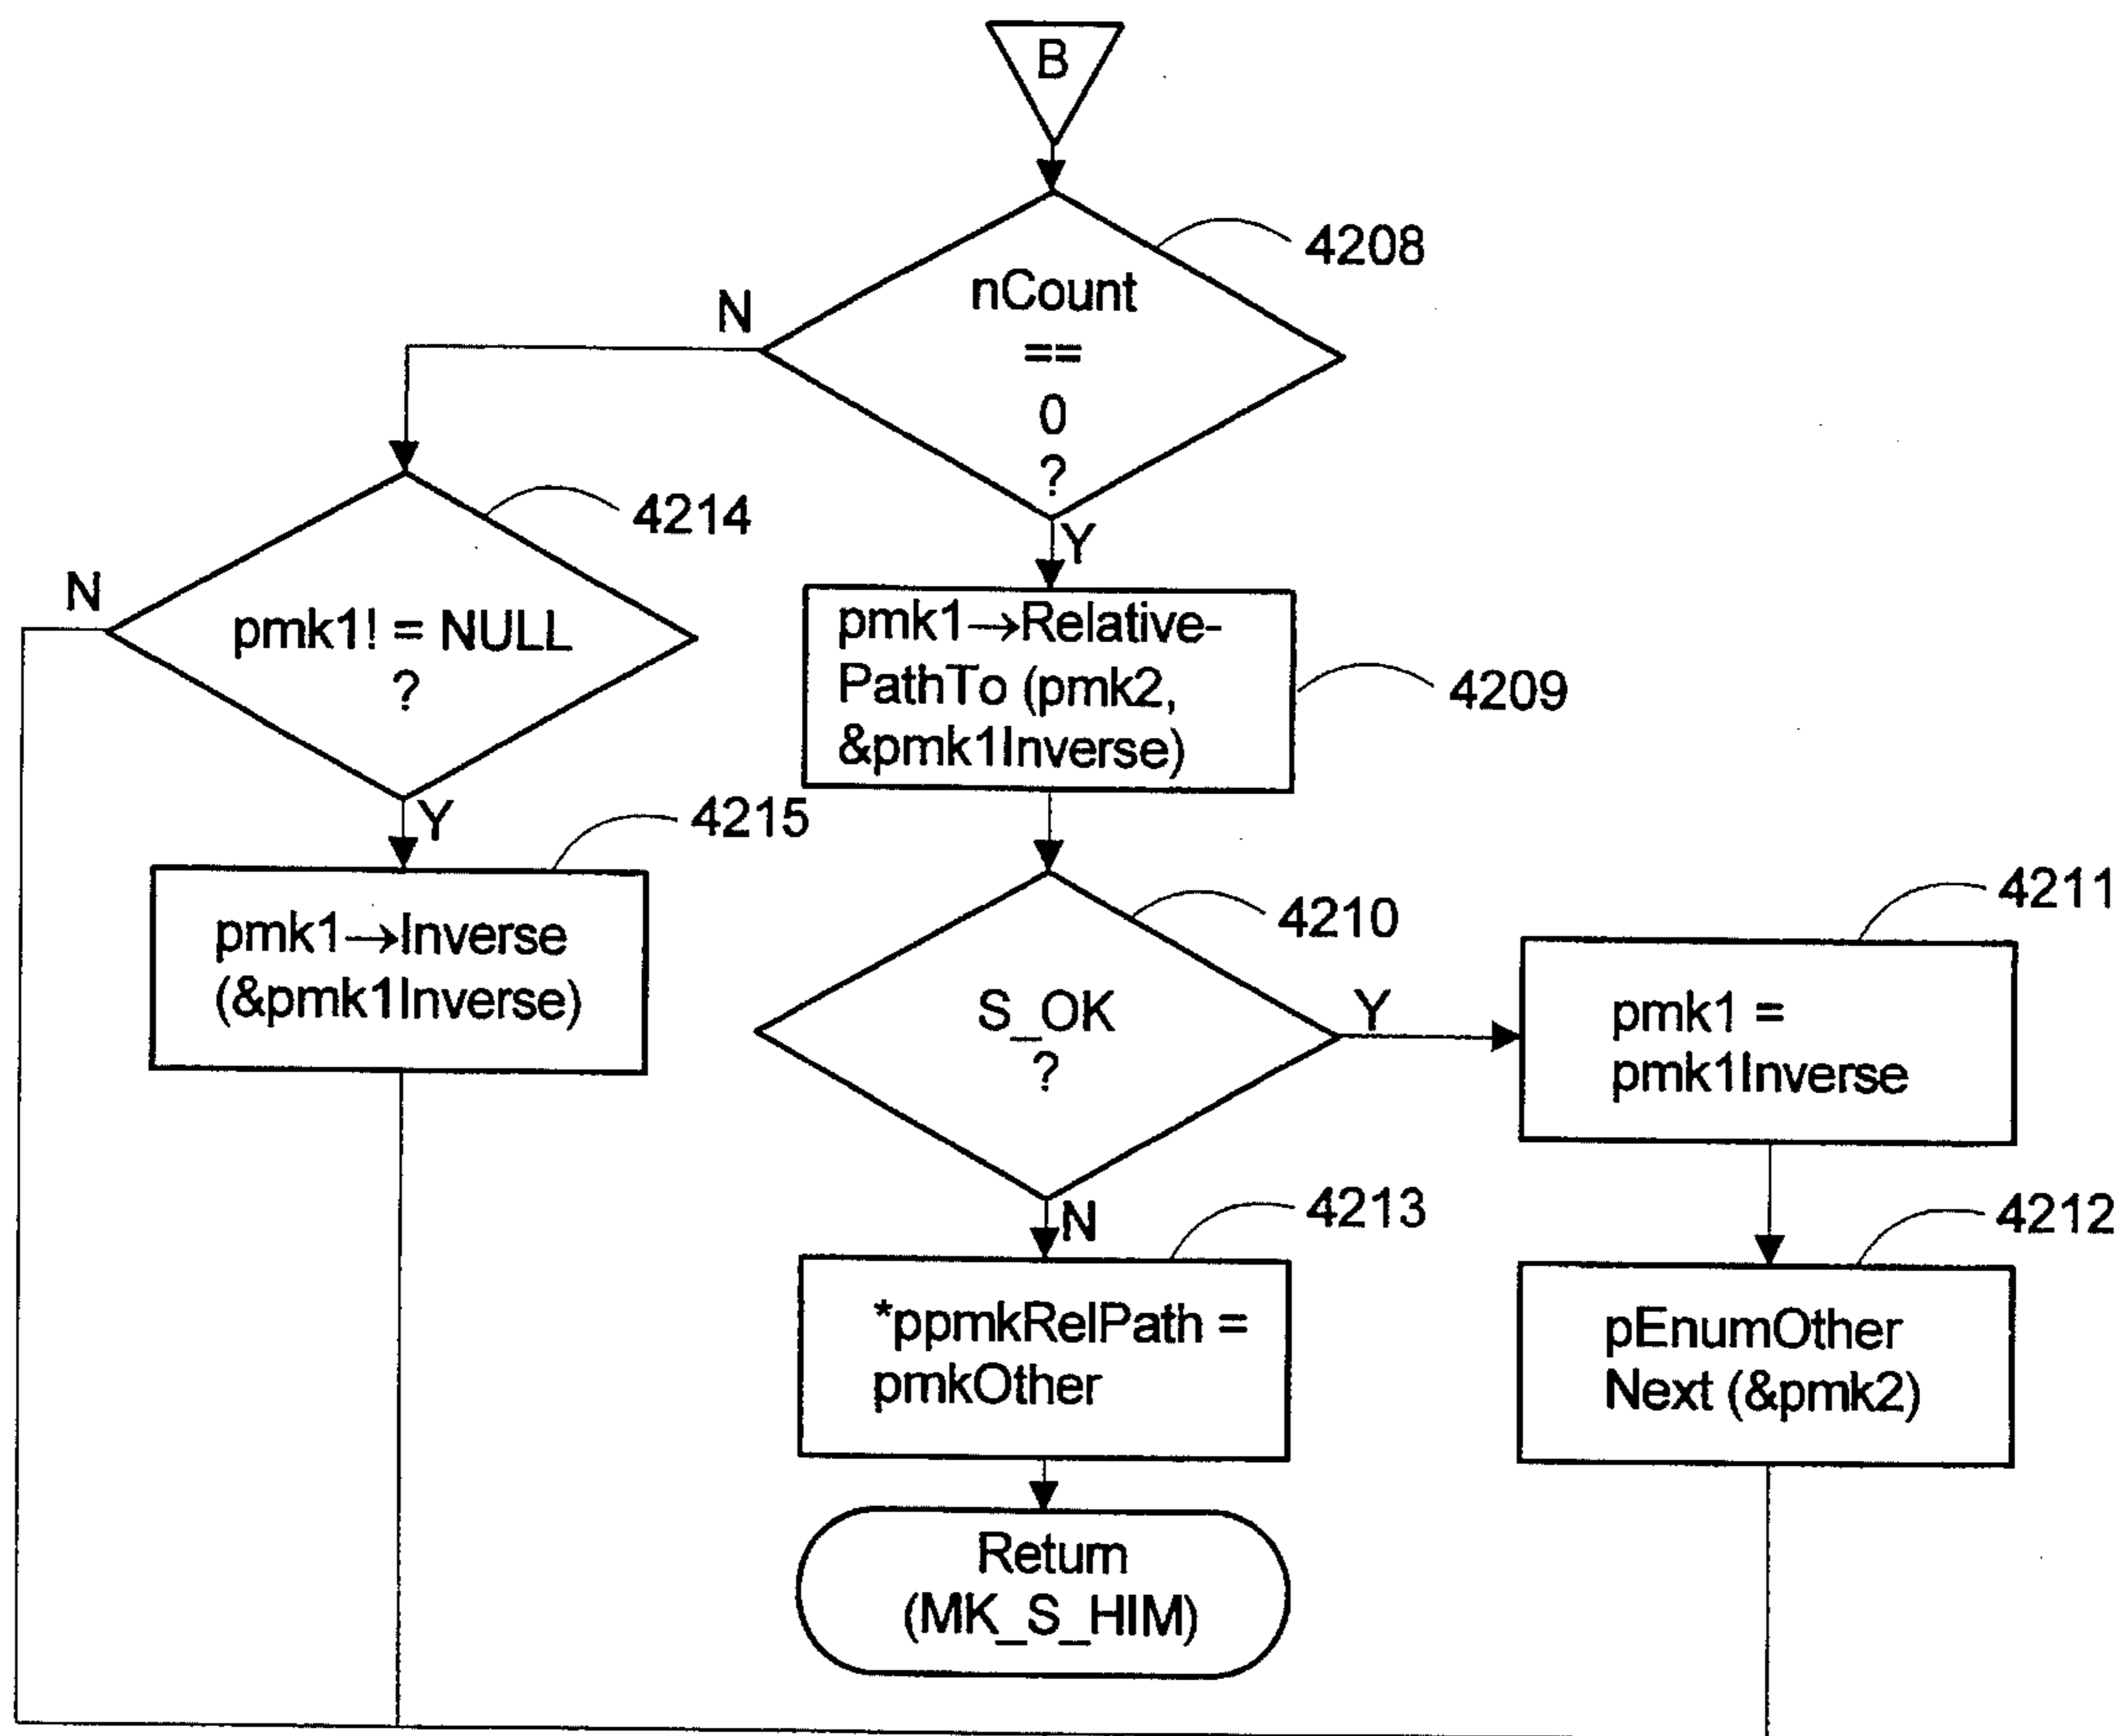 B
4208
nCount
==
0
?
N
Y
4214
pmk1! = NULL
?
N
Y
pmk1→Relative-
PathTo (pmk2,
&pmk1Inverse)
4209
4215
pmk1→Inverse
(&pmk1Inverse)
4210
S_OK
?
Y
N
4211
pmk1 =
pmk1Inverse
4213
*ppmkRelPath =
pmkOther
4212
pEnumOther
Next (&pmk2)
Return
(MK_S_HIM)